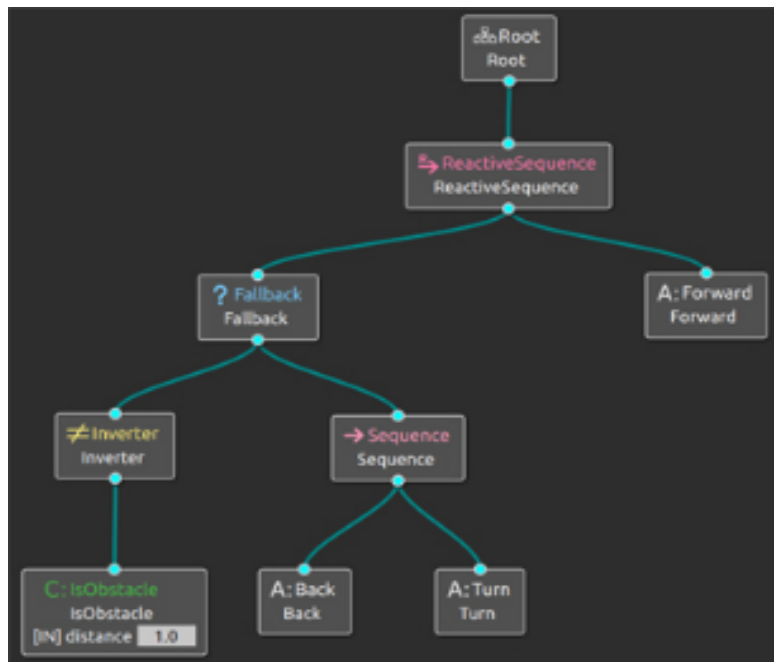 Root
Root
ReactiveSequence
ReactiveSequence
? Fallback
Fallback
A: Forward
Forward
Inverter
Inverter
Sequence
Sequence
C: IsObstacle
IsObstacle
[IN] distance 1.0
A: Back
Back
A: Turn
Turn